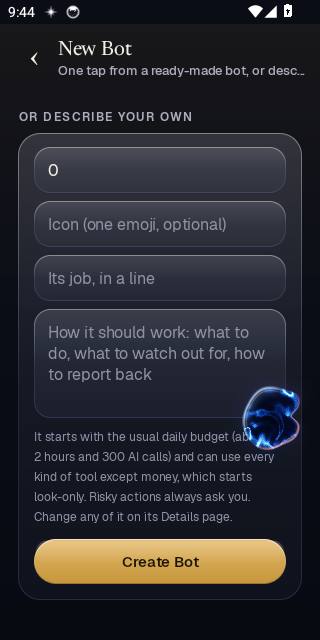 9:44
New Bot
One tap from a ready-made bot, or desc...
OR DESCRIBE YOUR OWN
0
Icon (one emoji, optional)
Its job, in a line
How it should work: what to
do, what to watch out for, how
to report back
It starts with the usual daily budget
2 hours and 300 AI calls) and can use every
kind of tool except money, which starts
look-only. Risky actions always ask you.
Change any of it on its Details page.
Create Bot